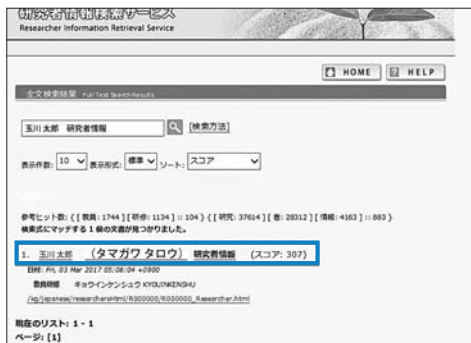 研究者情報検索サービス
Researcher Information Retrieval Service
HOME HELP
全文検索結果 Full Text Search Results
玉川太郎 研究者情報 [検索方法]
表示件数: 10 表示形式: 標準 ソート: スコア
参考ヒット数: { [ 教員: 1744 ] [ 研修: 1134 ] :: 104 } { [ 研究: 37614 ] [ 者: 28312 ] [ 情報: 4163 ] :: 883 }
検索式にマッチする 1 個の文書が見つかりました。
1. 玉川太郎 (タマガワ タロウ) 研究者情報 (スコア: 307)
日付: Fri, 03 Mar 2017 05:08:04 +0900
教員研修 キョウインケンシュウ KYOUINKENSHU
/kg/japanese/researchersHtml/R000000/R000000_Researcher.html
現在のリスト: 1 - 1
ページ: [1]